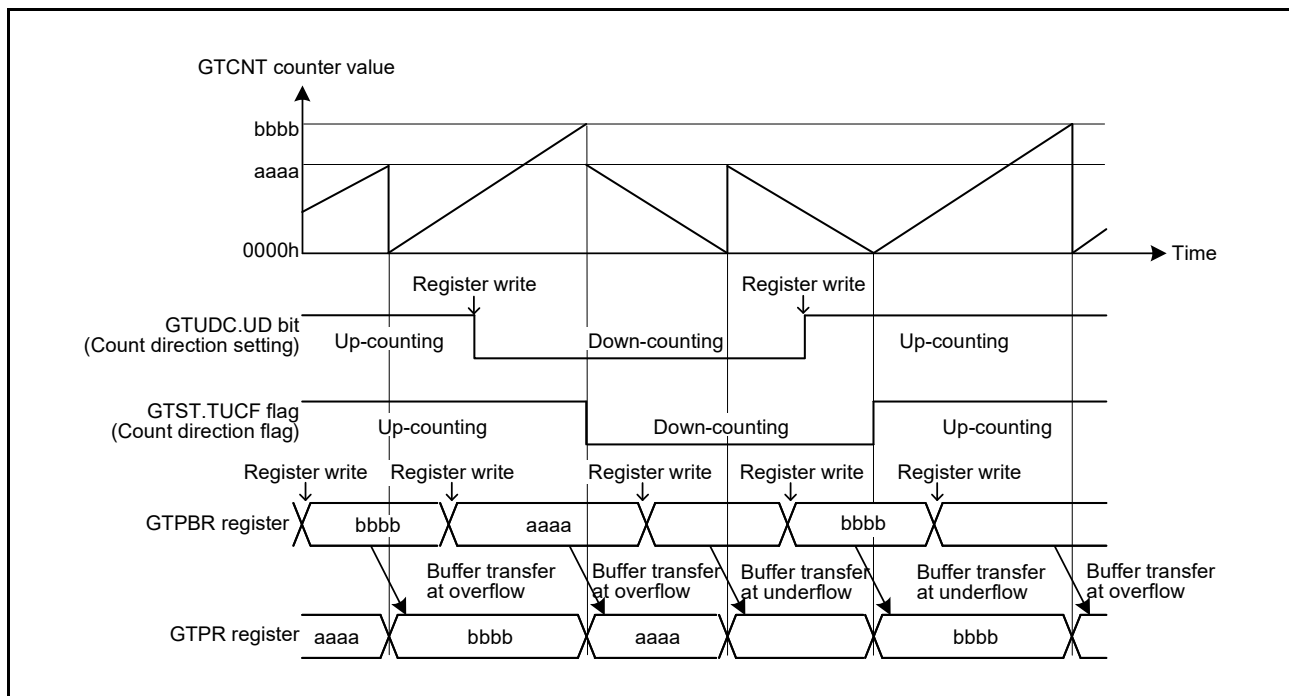 GTCNT counter value
bbbb
aaaa
0000h
Time
Register write Register write
GTUDC.UD bit
(Count direction setting)
Up-counting Down-counting Up-counting
GTST.TUCF flag
(Count direction flag)
Up-counting Down-counting Up-counting
Register write Register write Register write Register write Register write
GTPBR register
bbbb aaaa bbbb
Buffer transfer
at overflow
Buffer transfer
at overflow
Buffer transfer
at underflow
Buffer transfer
at underflow
Buffer transfer
at overflow
GTPR register
aaaa bbbb aaaa bbbb